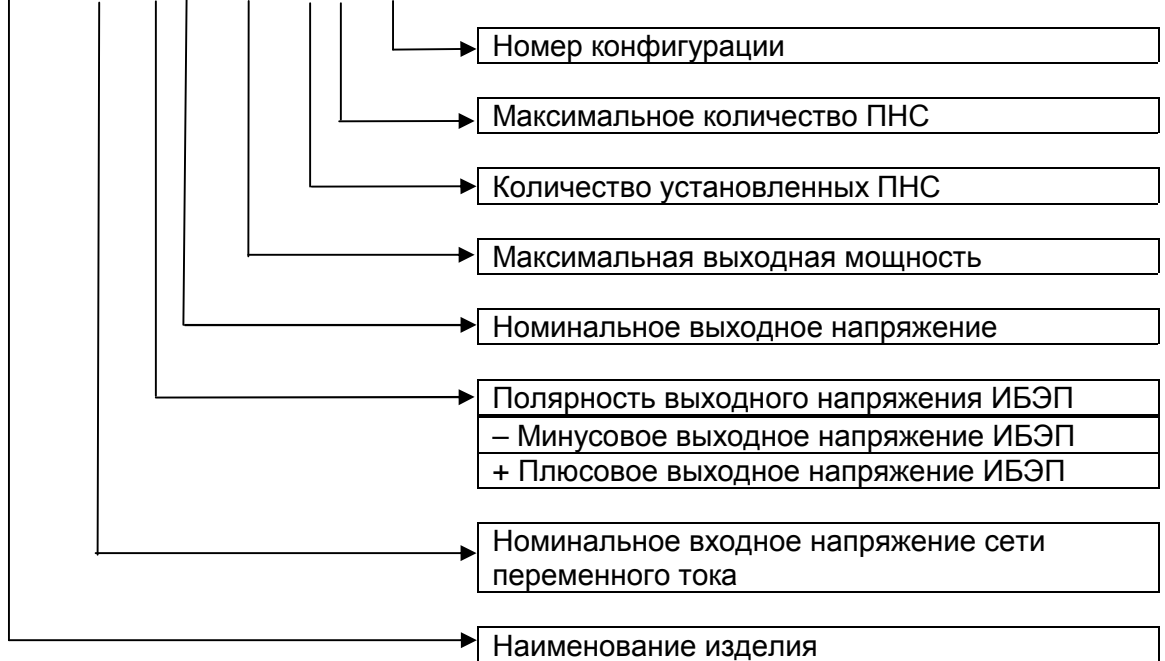 Номер конфигурации
Максимальное количество ПНС
Количество установленных ПНС
Максимальная выходная мощность
Номинальное выходное напряжение
Полярность выходного напряжения ИБЭП
– Минусовое выходное напряжение ИБЭП
+ Плюсовое выходное напряжение ИБЭП
Номинальное входное напряжение сети
переменного тока
Наименование изделия